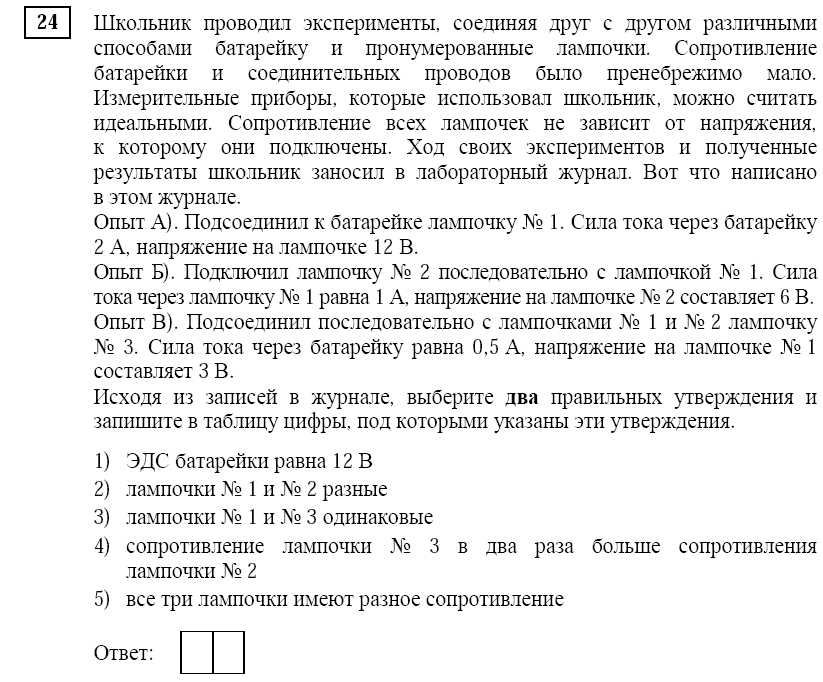 24
Школьник проводил эксперименты, соединяя друг с другом различными
способами батарейку и пронумерованные лампочки. Сопротивление
батарейки и соединительных проводов было пренебрежимо мало.
Измерительные приборы, которые использовал школьник, можно считать
идеальными. Сопротивление всех лампочек не зависит от напряжения,
к которому они подключены. Ход своих экспериментов и полученные
результаты школьник заносил в лабораторный журнал. Вот что написано
в этом журнале.
Опыт А). Подсоединил к батарейке лампочку № 1. Сила тока через батарейку
2 А, напряжение на лампочке 12 В.
Опыт Б). Подключил лампочку № 2 последовательно с лампочкой № 1. Сила
тока через лампочку № 1 равна 1 А, напряжение на лампочке № 2 составляет 6 В.
Опыт В). Подсоединил последовательно с лампочками № 1 и № 2 лампочку
№ 3. Сила тока через батарейку равна 0,5 А, напряжение на лампочке № 1
составляет 3 В.
Исходя из записей в журнале, выберите два правильных утверждения и
запишите в таблицу цифры, под которыми указаны эти утверждения.
1) ЭДС батарейки равна 12 В
2) лампочки № 1 и № 2 разные
3) лампочки № 1 и № 3 одинаковые
4) сопротивление лампочки № 3 в два раза больше сопротивления
лампочки № 2
5) все три лампочки имеют разное сопротивление
Ответ: